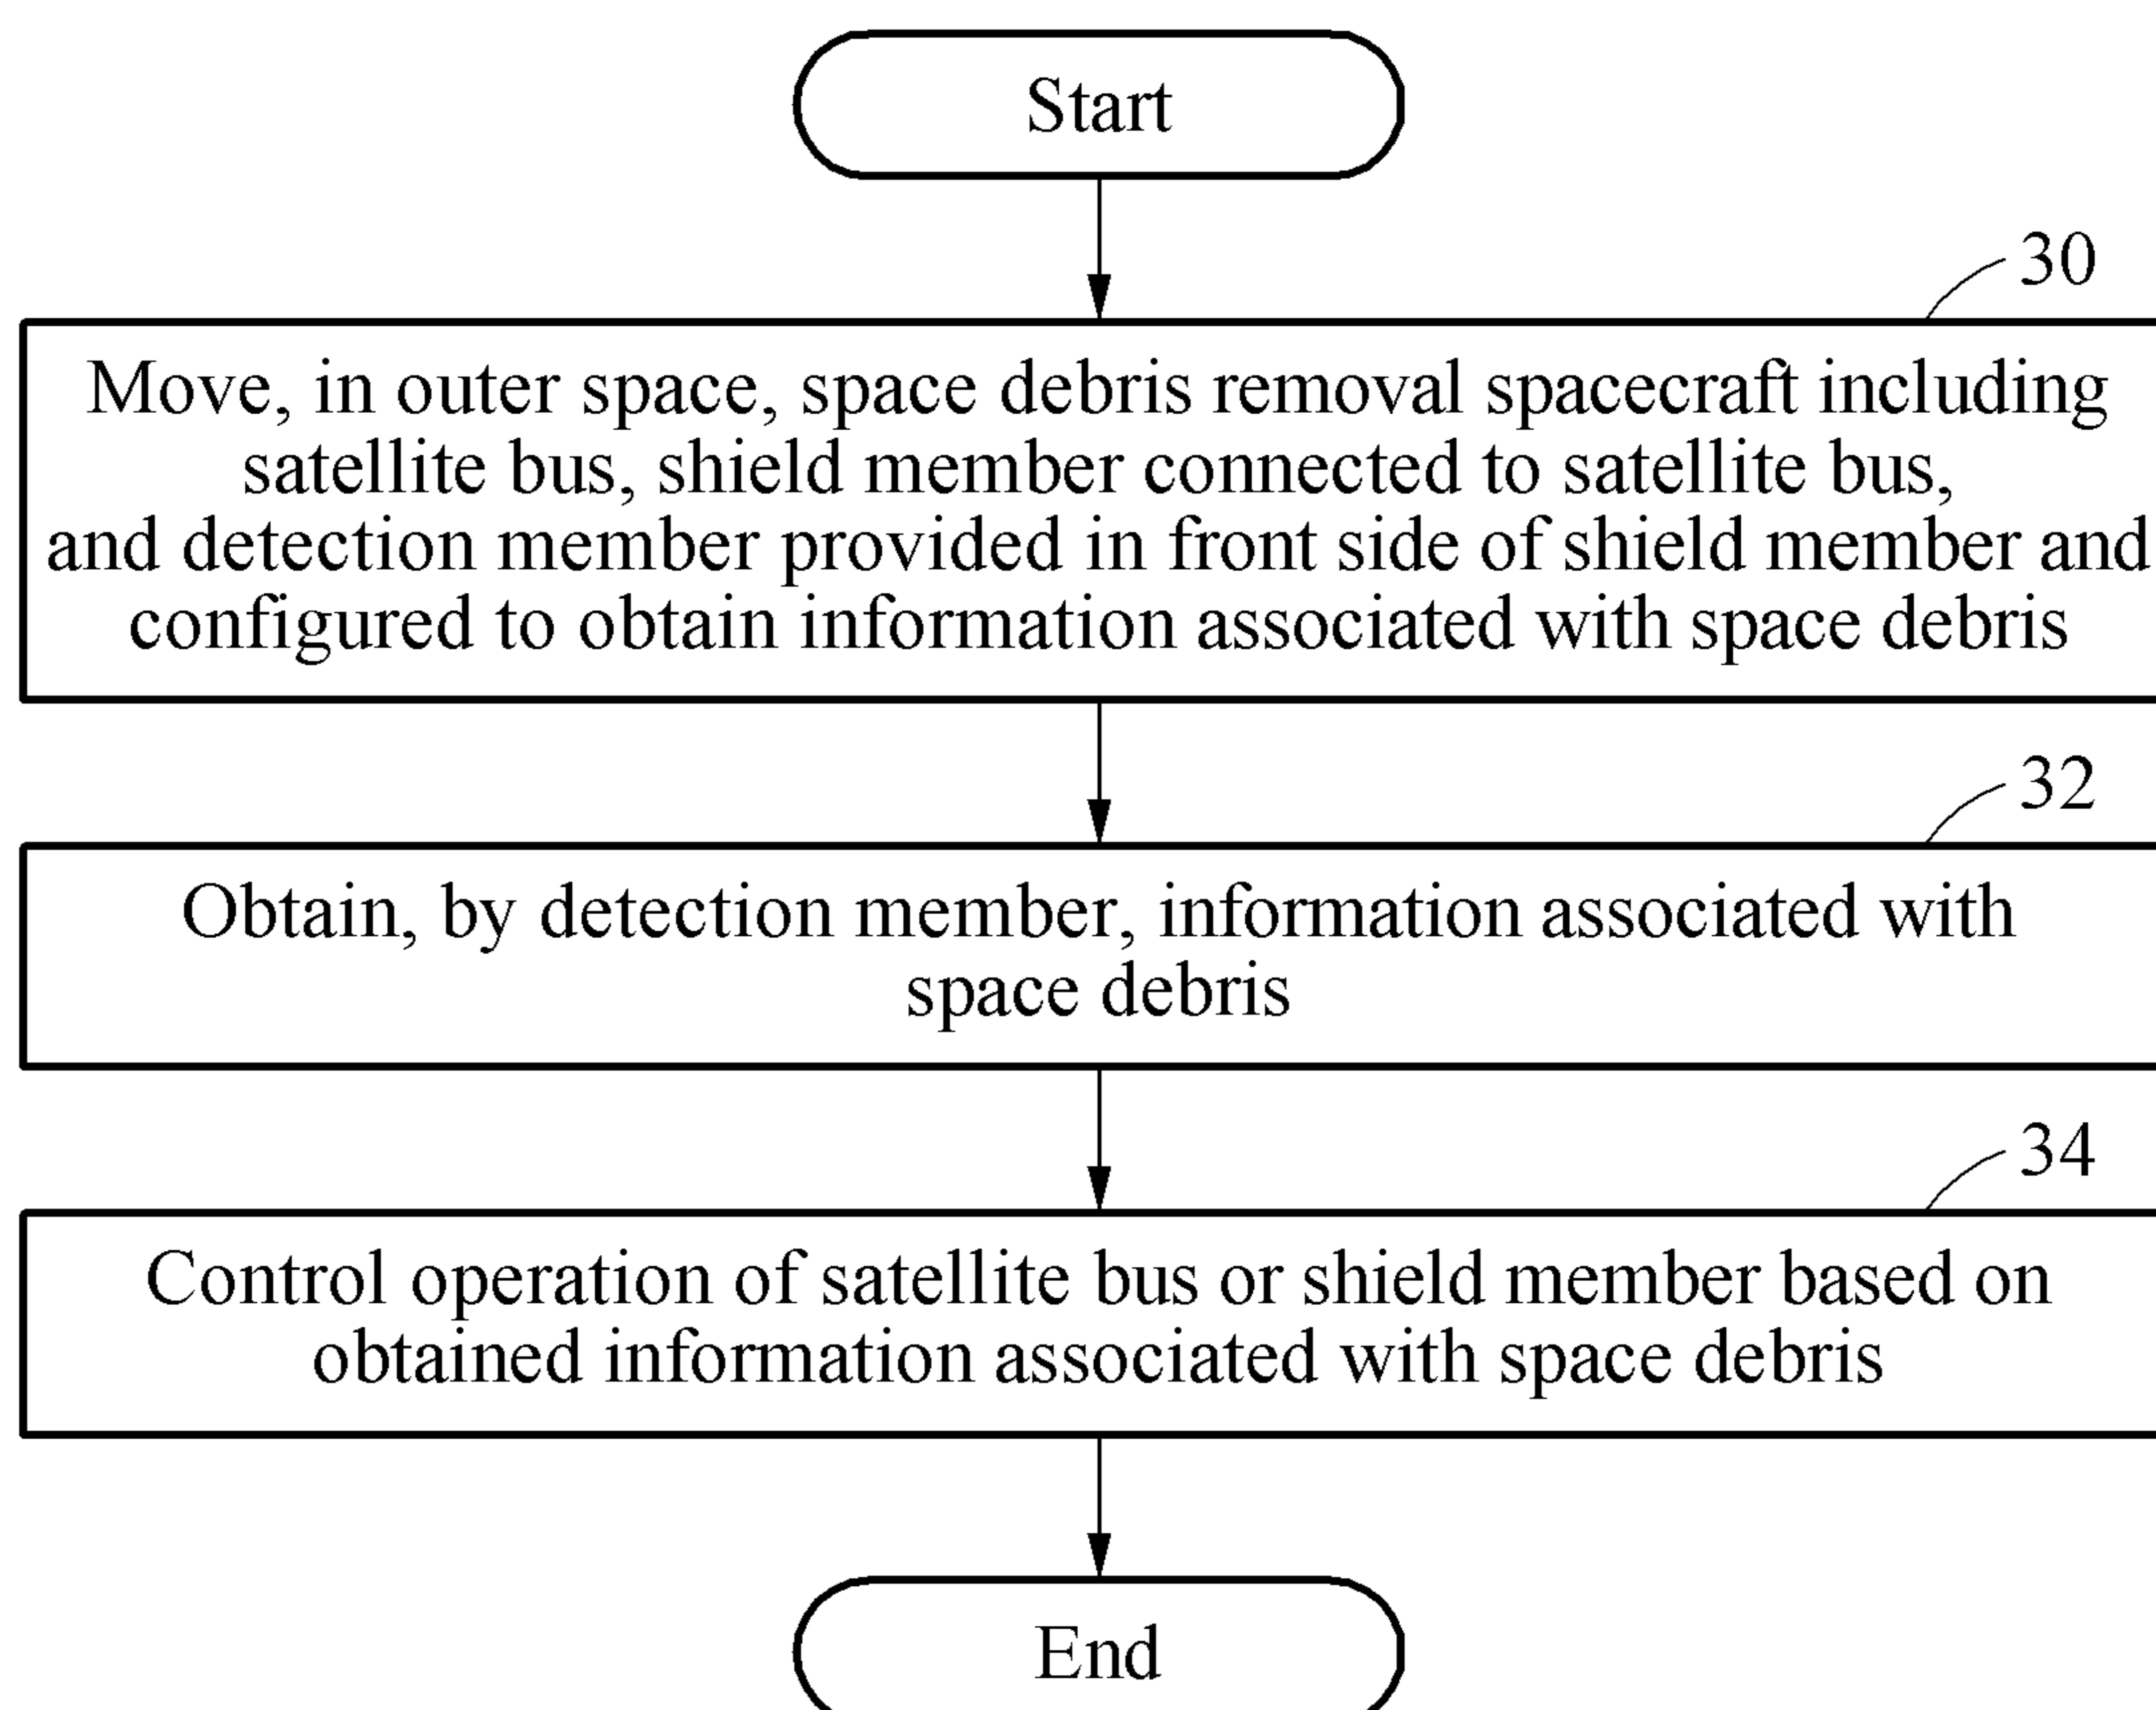 Start
30
Move, in outer space, space debris removal spacecraft including
satellite bus, shield member connected to satellite bus,
and detection member provided in front side of shield member and
configured to obtain information associated with space debris
32
Obtain, by detection member, information associated with
space debris
34
Control operation of satellite bus or shield member based on
obtained information associated with space debris
End